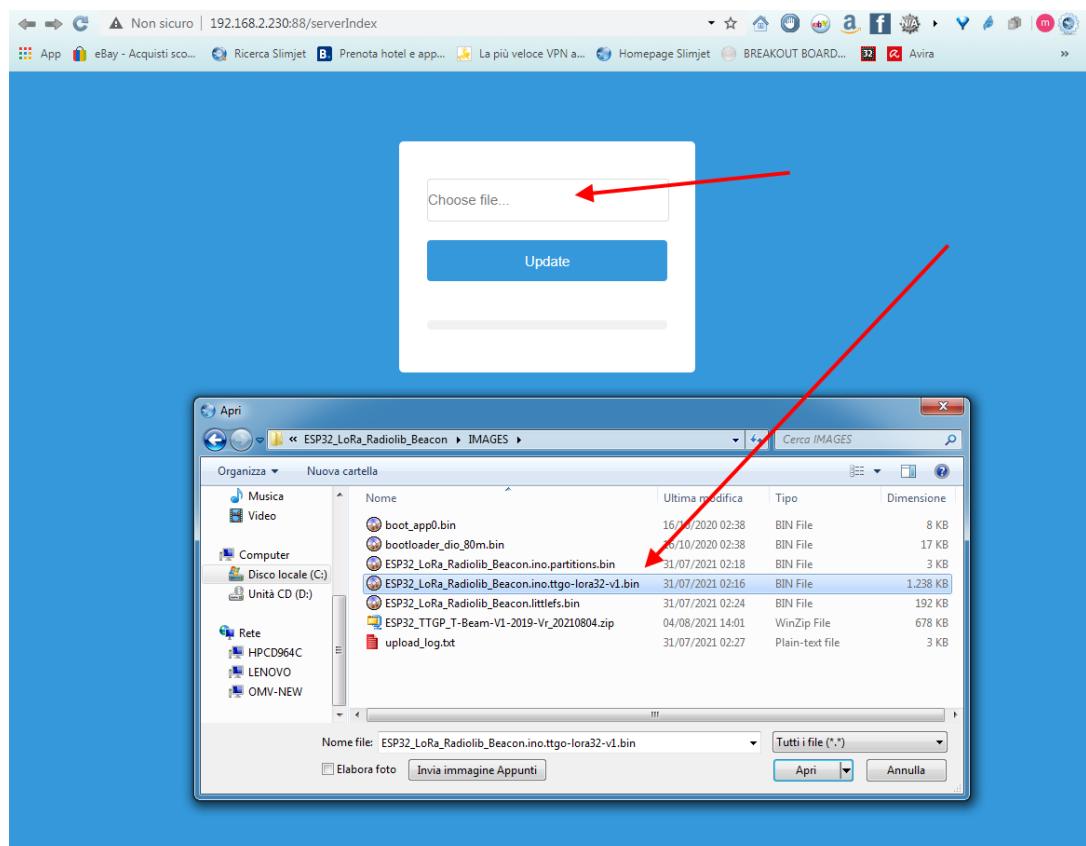 Non sicuro | 192.168.2.230:88/serverIndex
App eBay - Acquisti sco... Ricerca Slimjet B. Prenota hotel e app... La più veloce VPN a... Homepage Slimjet BREAKOUT BOARD... 32 Avira »
Choose file...
Update
Apri
« ESP32_LoRa_Radiolib_Beacon IMAGES Cerca IMAGES
Organizza Nuova cartella
Musica
Video
Computer
Disco locale (C:)
Unità CD (D:)
Rete
HPCD964C
LENOVO
OMV-NEW
Nome Ultima modifica Tipo Dimensione
boot_app0.bin 16/10/2020 02:38 BIN File 8 KB
bootloader_dio_80m.bin 16/10/2020 02:38 BIN File 17 KB
ESP32_LoRa_Radiolib_Beacon.ino.partitions.bin 31/07/2021 02:18 BIN File 3 KB
ESP32_LoRa_Radiolib_Beacon.ino.ttgo-lora32-v1.bin 31/07/2021 02:16 BIN File 1.238 KB
ESP32_LoRa_Radiolib_Beacon.littlefs.bin 31/07/2021 02:24 BIN File 192 KB
ESP32_TTGP_T-Beam-V1-2019-Vr_20210804.zip 04/08/2021 14:01 WinZip File 678 KB
upload_log.txt 31/07/2021 02:27 Plain-text file 3 KB
Nome file: ESP32_LoRa_Radiolib_Beacon.ino.ttgo-lora32-v1.bin Tutti i file (*.*)
Elabora foto Invia immagine Appunti Apri Annulla